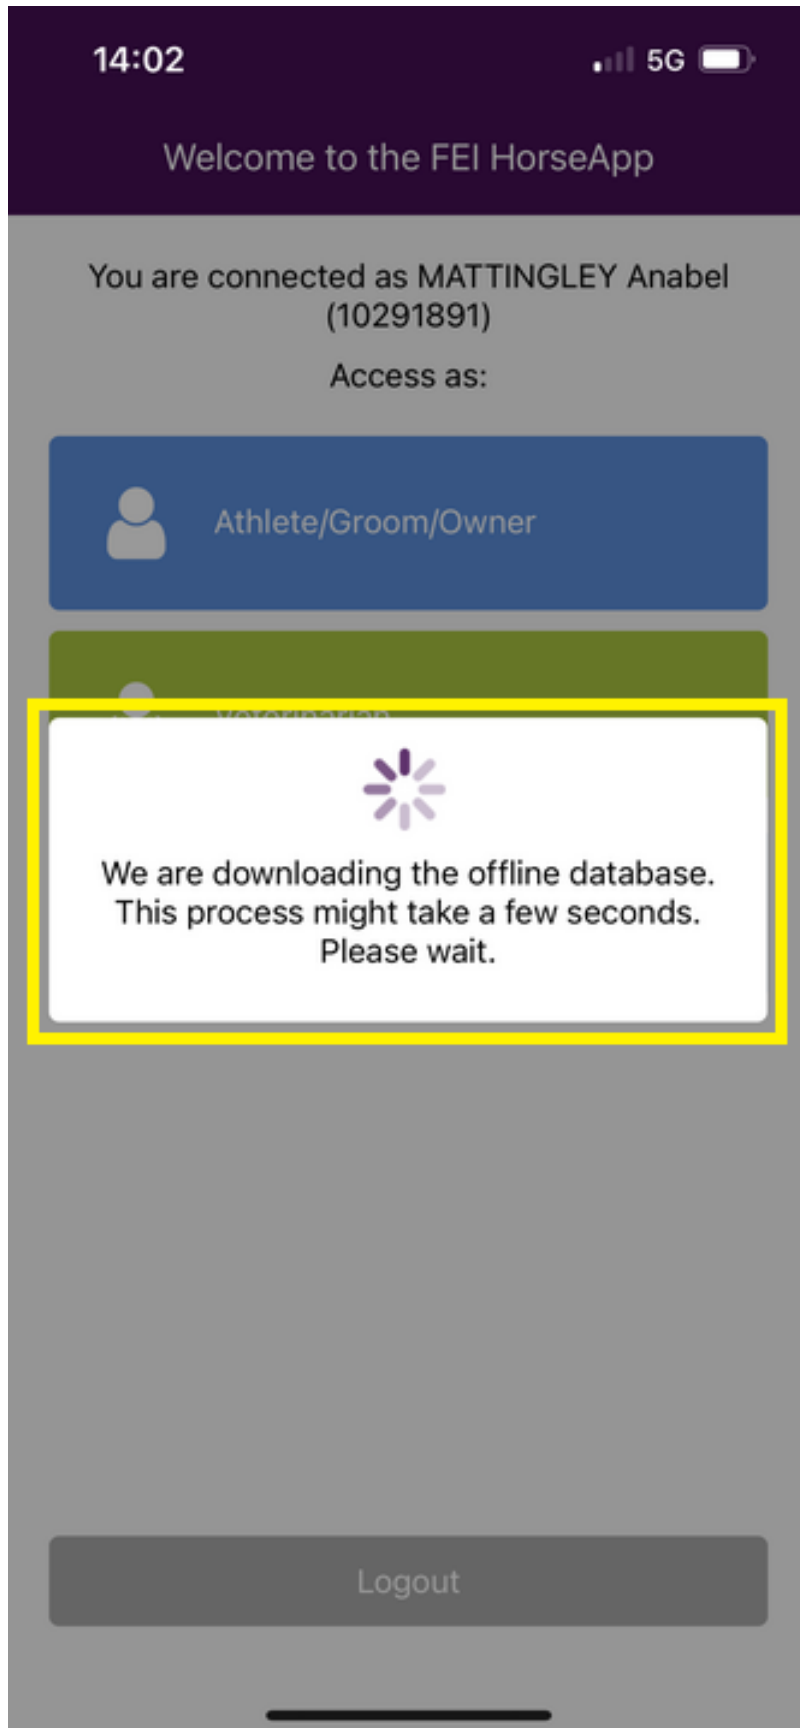 14:02
5G
Welcome to the FEI HorseApp
You are connected as MATTINGLEY Anabel
(10291891)
Access as:
Athlete/Groom/Owner
Veterinarian
We are downloading the offline database.
This process might take a few seconds.
Please wait.
Logout